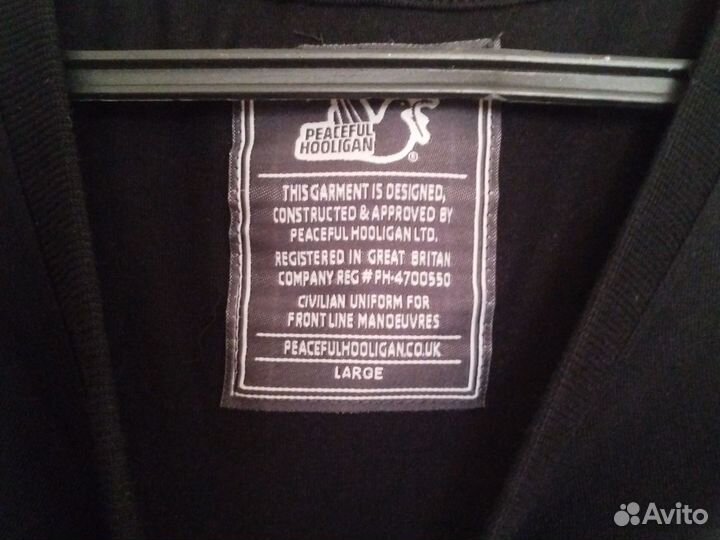 PEACEFUL
HOOLIGAN
®
THIS GARMENT IS DESIGNED,
CONSTRUCTED & APPROVED BY
PEACEFUL HOOLIGAN LTD.
REGISTERED IN GREAT BRITAN
COMPANY REG # PH-4700550
CIVILIAN UNIFORM FOR
FRONT LINE MANOEUVRES
PEACEFULHOOLIGAN.CO.UK
LARGE
Avito